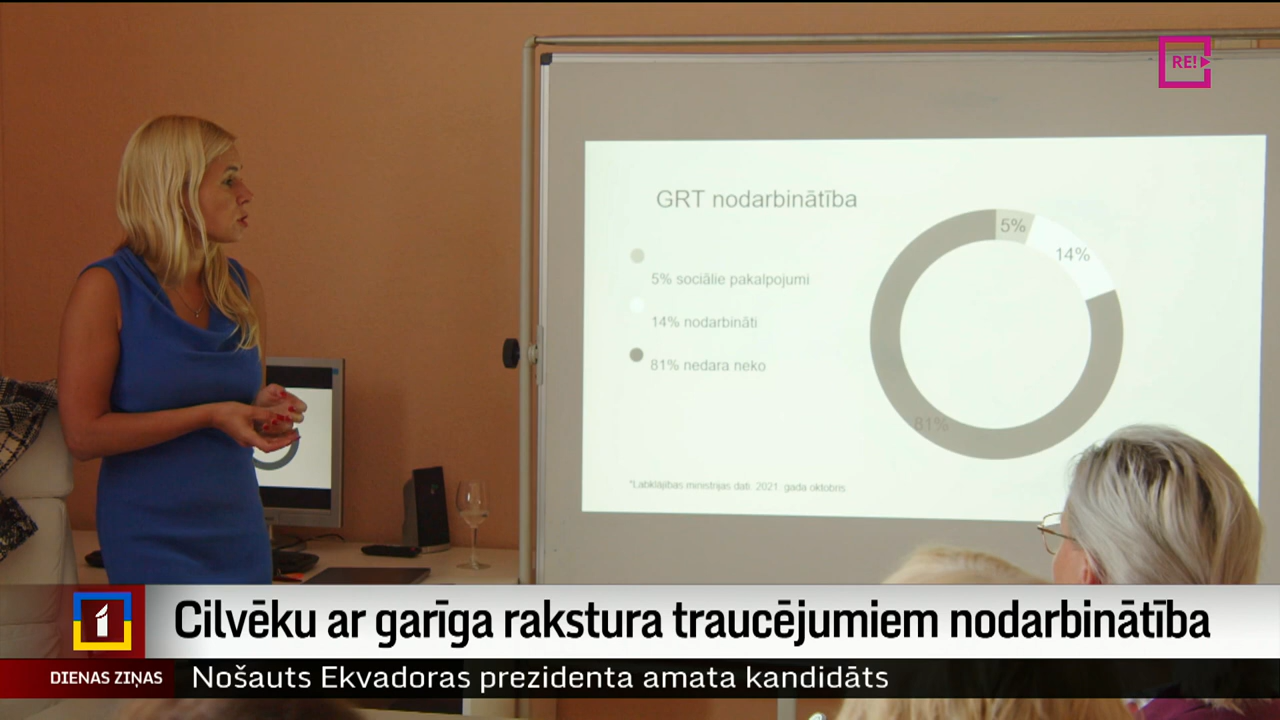 RE!
GRT nodarbinātība
5%
14%
5% sociālie pakalpojumi
14% nodarbināti
81% nedara neko
81%
*Labklājības ministrijas dati. 2021. gada oktobris
1
Cilvēku ar garīga rakstura traucējumiem nodarbinātība
DIENAS ZIŅAS
Nošauts Ekvadoras prezidenta amata kandidāts